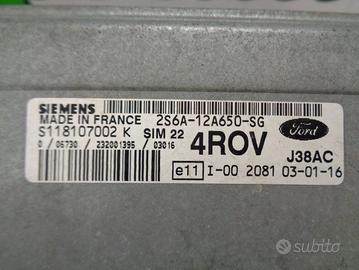 SIEMENS
MADE IN FRANCE 2S6A-12A650-SG
S118107002 K SIM 22 4ROV Ford
0 / 06730 / 232001395 / 03016 J38AC
e11 I-00 2081 03-01-16
subito